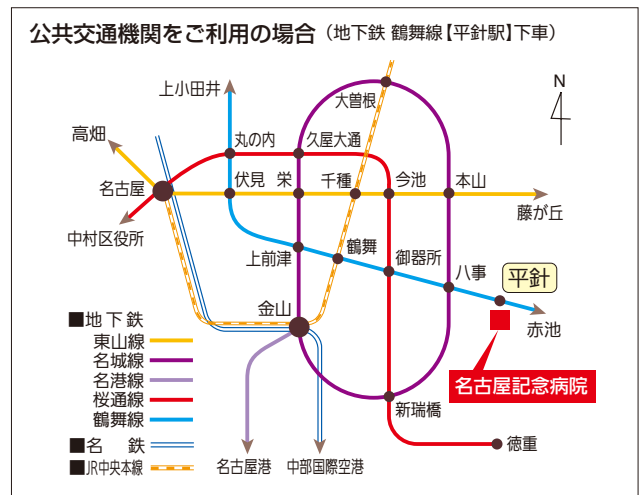 公共交通機関をご利用の場合（地下鉄 鶴舞線【平針駅】下車）
N
上小田井
大曽根
高畑
丸の内
久屋大通
名古屋
伏見
栄
千種
今池
本山
藤が丘
中村区役所
上前津
鶴舞
御器所
八事
平針
金山
赤池
■地下鉄
東山線
名城線
名港線
桜通線
鶴舞線
■名 鉄
■JR中央本線
名古屋記念病院
新瑞橋
名古屋港
中部国際空港
徳重